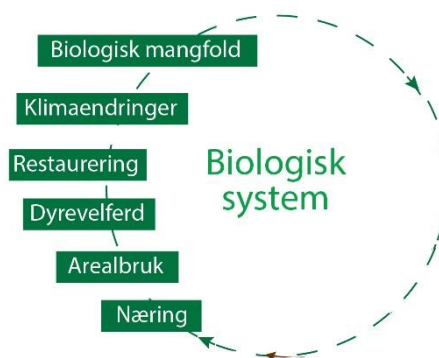 Biologisk mangfold
Klimaendringer
Restaurering
Biologisk
system
Dyrevelferd
Arealbruk
Næring